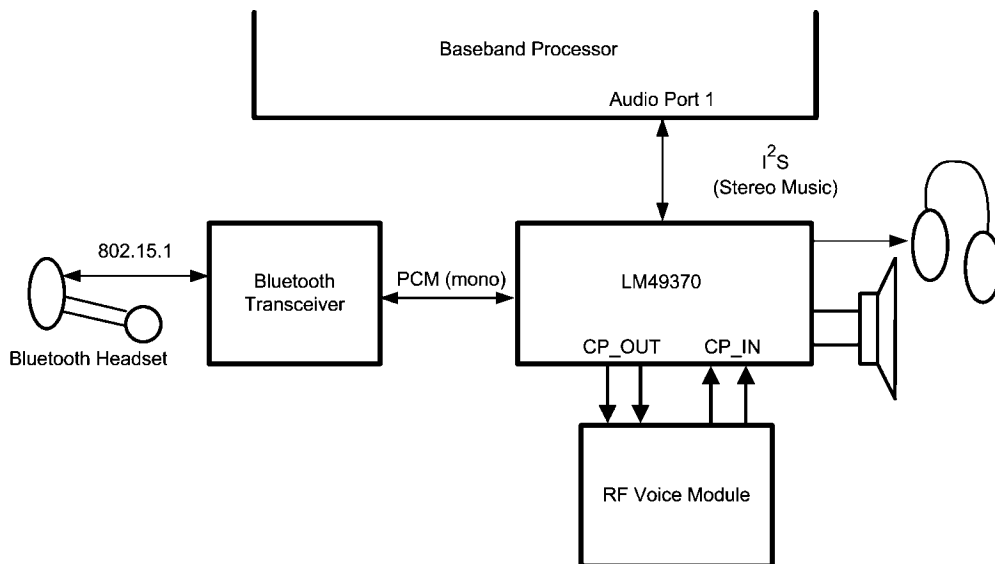 Baseband Processor
Audio Port 1
I²S
(Stereo Music)
802.15.1
Bluetooth
Transceiver
PCM (mono)
LM49370
Bluetooth Headset
CP_OUT CP_IN
RF Voice Module